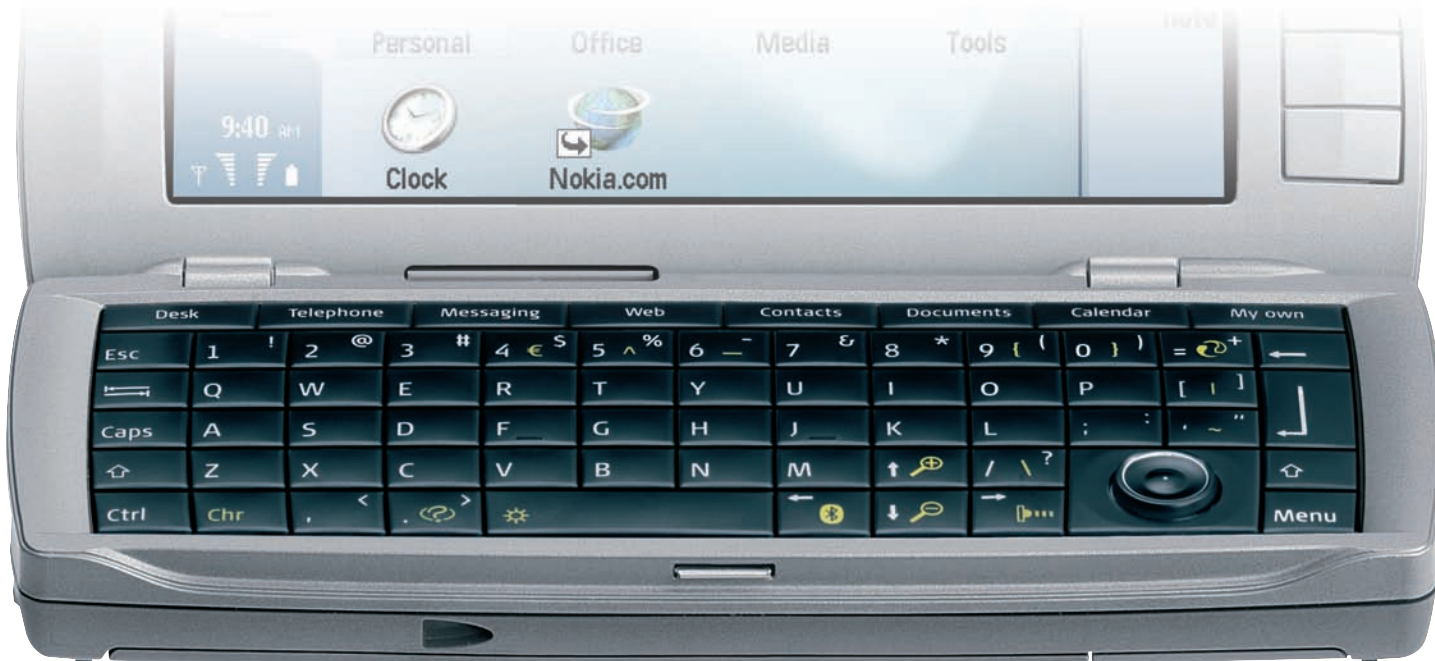 note
Personal Office Media Tools
9:40 AM
Clock Nokia.com
Desk Telephone Messaging Web Contacts Documents Calendar My own
Esc 1 ! 2 @ 3 # 4 € $ 5 ^ % 6 _ - 7 & 8 * 9 { ( 0 } ) = +
Q W E R T Y U I O P [ | ]
Caps A S D F G H J K L ; : ' ~ "
Z X C V B N M / \ ?
Ctrl Chr , < . ? > Menu